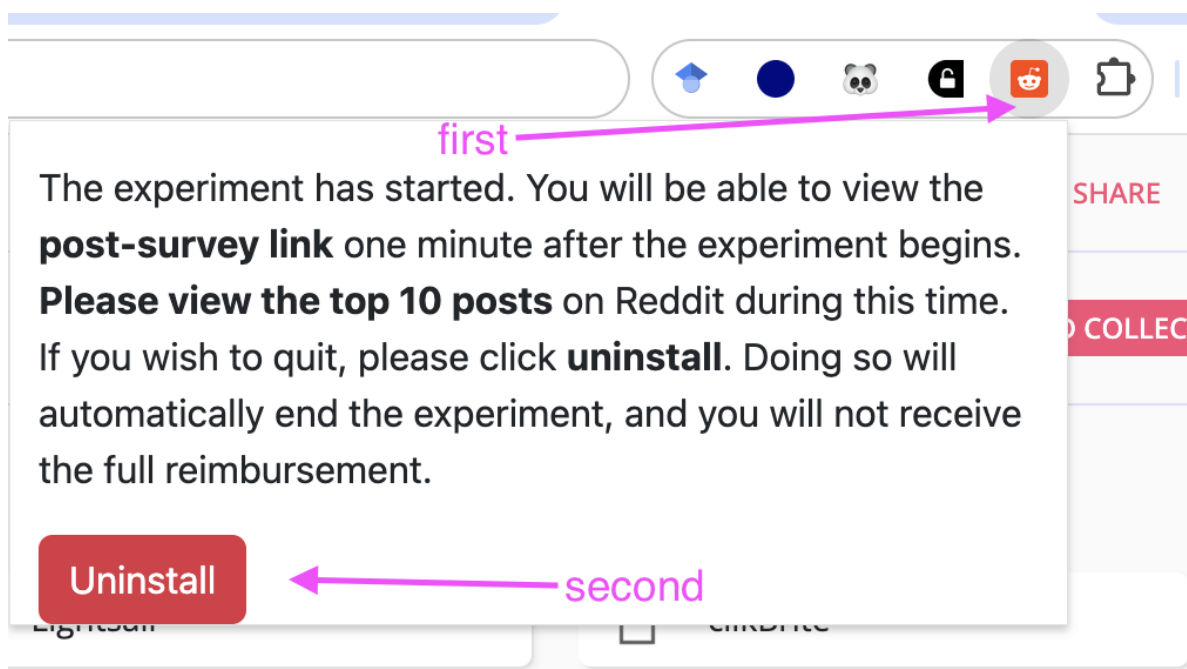 first
The experiment has started. You will be able to view the
post-survey link one minute after the experiment begins.
Please view the top 10 posts on Reddit during this time.
If you wish to quit, please click uninstall. Doing so will
automatically end the experiment, and you will not receive
the full reimbursement.
SHARE
COLLEC
Uninstall
second